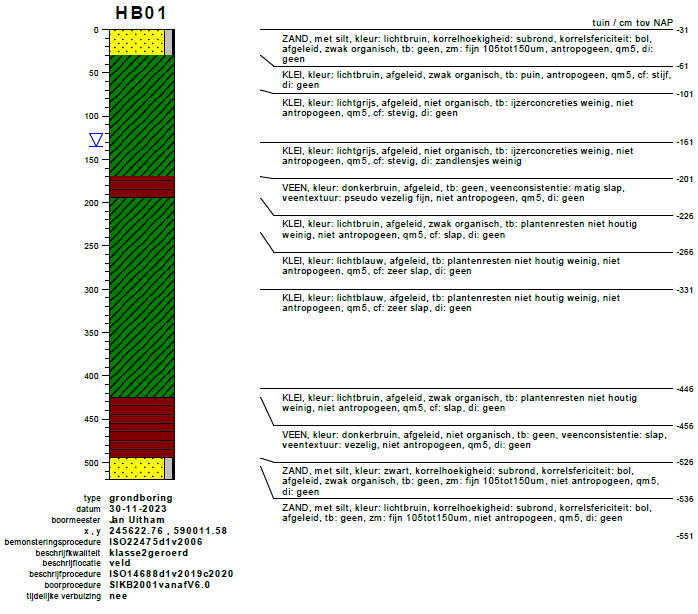 HB01
tuin / cm tov NAP
0
50
100
150
200
250
300
350
400
450
500
-31
ZAND, met silt, kleur: lichtbruin, korrelhoekigheid: subrond, korrelsfericiteit: bol,
afgeleid, zwak organisch, tb: geen, zm: fijn 105tot150um, antropogeen, qm5, di:
geen
-61
KLEI, kleur: lichtbruin, afgeleid, zwak organisch, tb: puin, antropogeen, qm5, cf: stijf,
di: geen
-101
KLEI, kleur: lichtgrijs, afgeleid, niet organisch, tb: ijzerconcreties weinig, niet
antropogeen, qm5, cf: stevig, di: geen
-161
KLEI, kleur: lichtgrijs, afgeleid, niet organisch, tb: ijzerconcreties weinig, niet
antropogeen, qm5, cf: stevig, di: zandlensjes weinig
-201
VEEN, kleur: donkerbruin, afgeleid, tb: geen, veenconsistentie: matig slap,
veentextuur: pseudo vezelig fijn, niet antropogeen, qm5, di: geen
-226
KLEI, kleur: lichtbruin, afgeleid, zwak organisch, tb: plantenresten niet houtig
weinig, niet antropogeen, qm5, cf: slap, di: geen
-266
KLEI, kleur: lichtblauw, afgeleid, tb: plantenresten niet houtig weinig, niet
antropogeen, qm5, cf: zeer slap, di: geen
-331
KLEI, kleur: lichtblauw, afgeleid, tb: plantenresten niet houtig weinig, niet
antropogeen, qm5, cf: zeer slap, di: geen
-446
KLEI, kleur: lichtbruin, afgeleid, zwak organisch, tb: plantenresten niet houtig
weinig, niet antropogeen, qm5, cf: slap, di: geen
-456
VEEN, kleur: donkerbruin, afgeleid, niet organisch, tb: geen, veenconsistentie: slap,
veentextuur: vezelig, niet antropogeen, qm5, di: geen
-526
ZAND, met silt, kleur: zwart, korrelhoekigheid: subrond, korrelsfericiteit: bol,
afgeleid, zwak organisch, tb: geen, zm: fijn 105tot150um, niet antropogeen, qm5,
di: geen
-536
ZAND, met silt, kleur: lichtbruin, korrelhoekigheid: subrond, korrelsfericiteit: bol,
afgeleid, tb: geen, zm: fijn 105tot150um, niet antropogeen, qm5, di: geen
-551
type grondboring
datum 30-11-2023
boormeester Jan Uitham
x, y 245622.76 , 590011.58
bemonsteringsprocedure ISO22475d1v2006
beschrijfkwaliteit klasse2geroerd
beschrijflocatie veld
beschrijfprocedure ISO14688d1v2019c2020
boorprocedure SIKB2001vanafV6.0
tijdelijke verbuizing nee